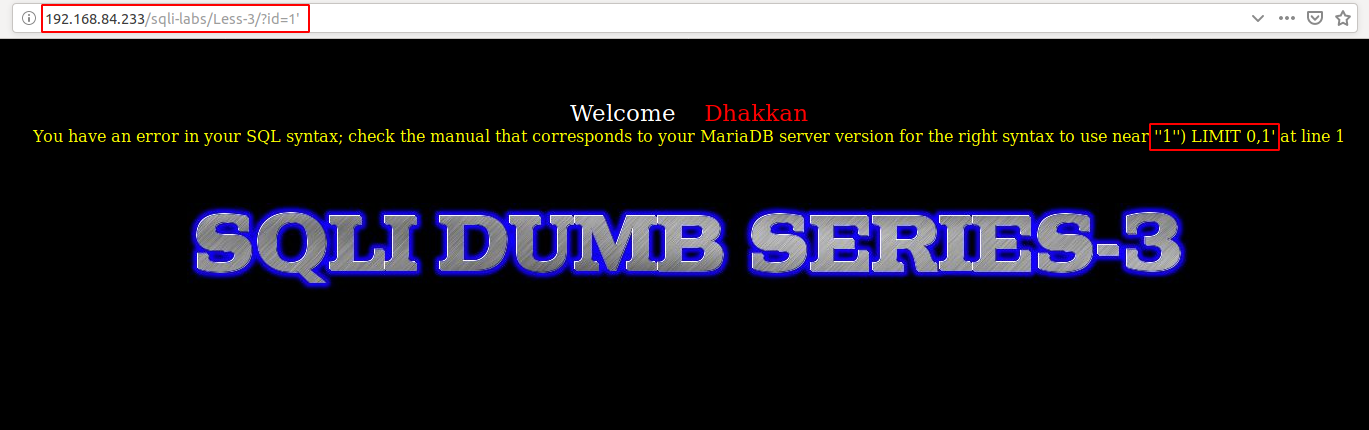 192.168.84.233/sqli-labs/Less-3/?id=1'
Welcome Dhakkan
You have an error in your SQL syntax; check the manual that corresponds to your MariaDB server version for the right syntax to use near ''1'') LIMIT 0,1' at line 1
SQLI DUMB SERIES-3